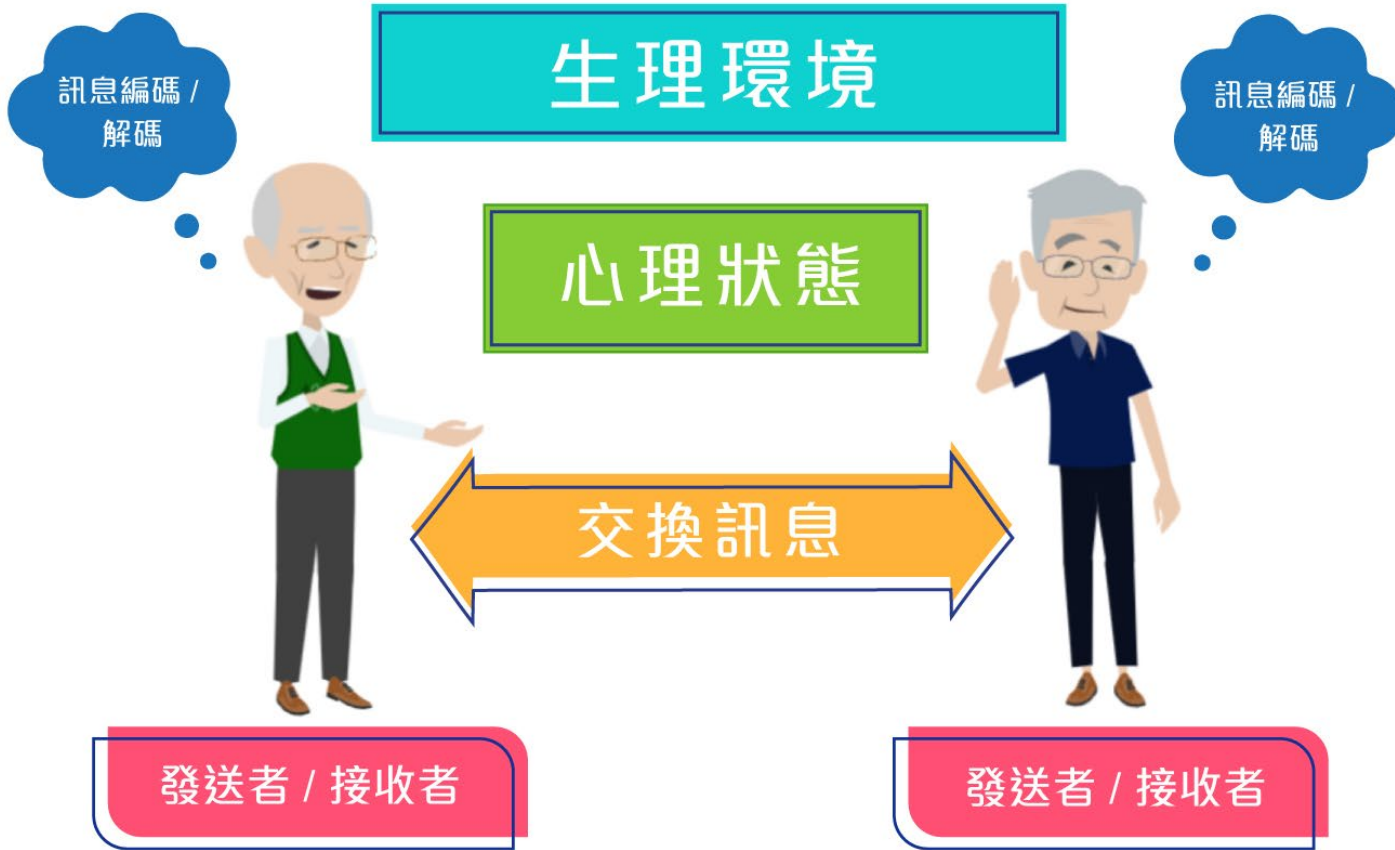 生理環境
訊息編碼 /
解碼
訊息編碼 /
解碼
心理狀態
交換訊息
發送者 / 接收者
發送者 / 接收者